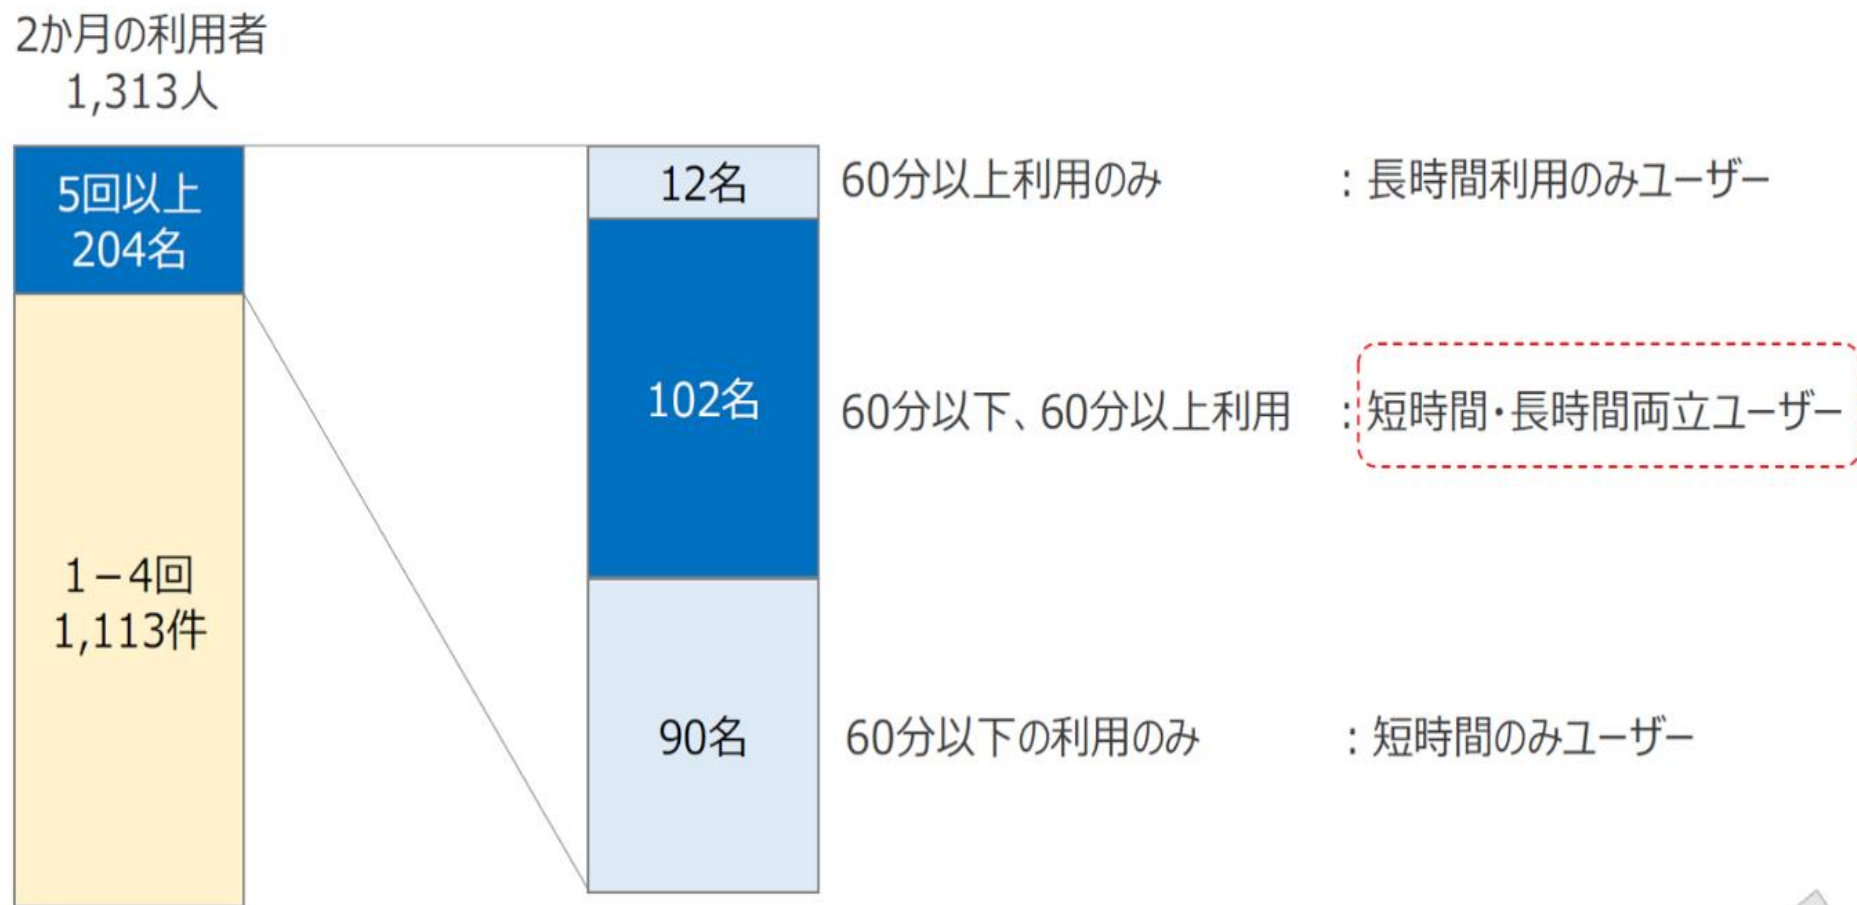 2か月の利用者
1,313人
5回以上
204名
1－4回
1,113件
12名
60分以上利用のみ ：長時間利用のみユーザー
102名
60分以下、60分以上利用 ：短時間・長時間両立ユーザー
90名
60分以下の利用のみ ：短時間のみユーザー